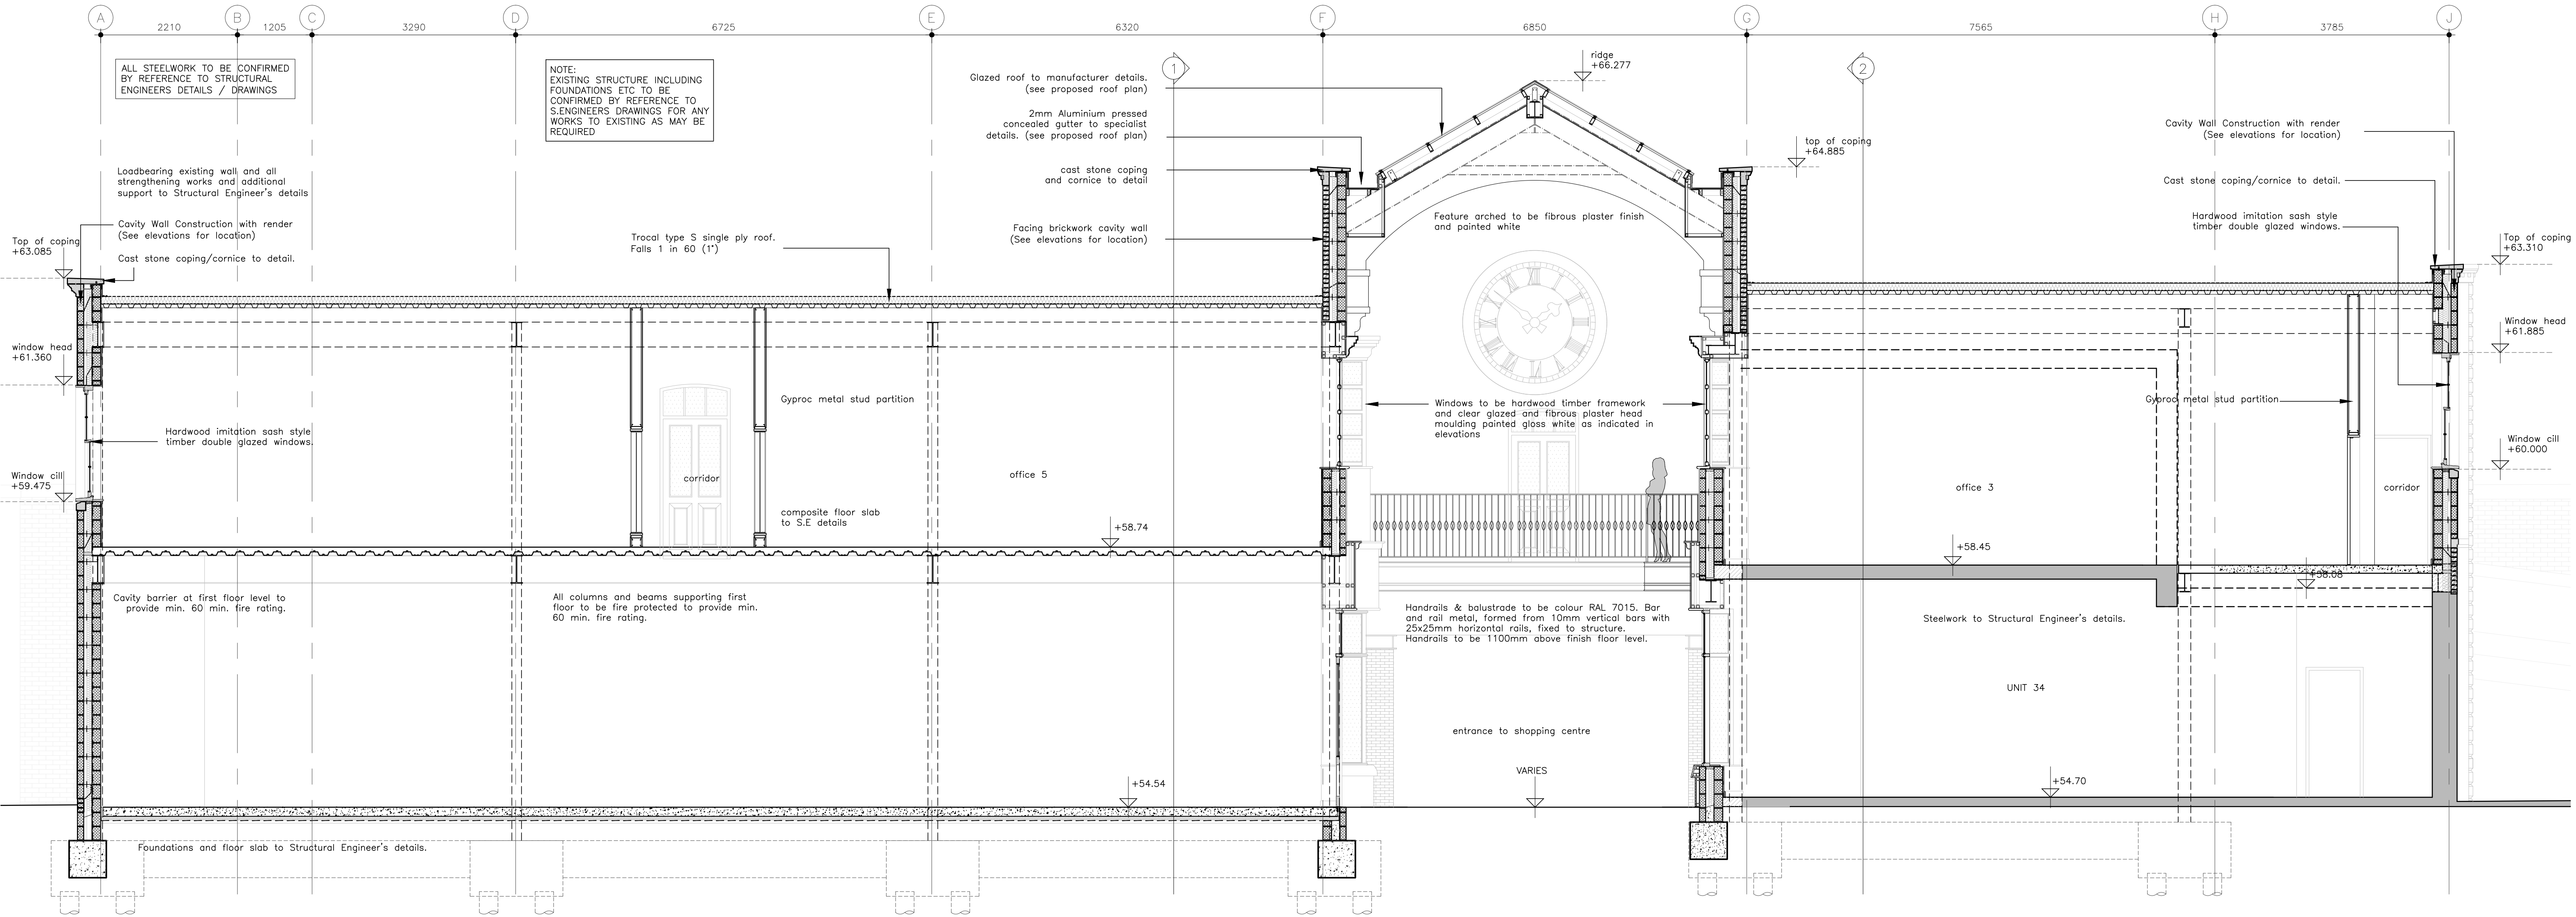 A
B
C
D
E
F
G
H
J
2210
1205
3290
6725
6320
6850
7565
3785
ALL STEELWORK TO BE CONFIRMED
BY REFERENCE TO STRUCTURAL
ENGINEERS DETAILS / DRAWINGS
NOTE:
EXISTING STRUCTURE INCLUDING
FOUNDATIONS ETC TO BE
CONFIRMED BY REFERENCE TO
S.ENGINEERS DRAWINGS FOR ANY
WORKS TO EXISTING AS MAY BE
REQUIRED
Glazed roof to manufacturer details.
(see proposed roof plan)
2mm Aluminium pressed
concealed gutter to specialist
details. (see proposed roof plan)
cast stone coping
and cornice to detail
Facing brickwork cavity wall
(See elevations for location)
1
ridge
+66.277
2
top of coping
+64.885
Cavity Wall Construction with render
(See elevations for location)
Cast stone coping/cornice to detail.
Hardwood imitation sash style
timber double glazed windows.
Top of coping
+63.310
Window head
+61.885
Window cill
+60.000
Loadbearing existing wall and all
strengthening works and additional
support to Structural Engineer's details
Cavity Wall Construction with render
(See elevations for location)
Cast stone coping/cornice to detail.
Top of coping
+63.085
window head
+61.360
Window cill
+59.475
Trocal type S single ply roof.
Falls 1 in 60 (1°)
Feature arched to be fibrous plaster finish
and painted white
Hardwood imitation sash style
timber double glazed windows.
Gyproc metal stud partition
corridor
composite floor slab
to S.E details
office 5
+58.74
Windows to be hardwood timber framework
and clear glazed and fibrous plaster head
moulding painted gloss white as indicated in
elevations
Gyproc metal stud partition
office 3
corridor
+58.45
+58.08
Cavity barrier at first floor level to
provide min. 60 min. fire rating.
All columns and beams supporting first
floor to be fire protected to provide min.
60 min. fire rating.
Handrails & balustrade to be colour RAL 7015. Bar
and rail metal, formed from 10mm vertical bars with
25x25mm horizontal rails, fixed to structure.
Handrails to be 1100mm above finish floor level.
Steelwork to Structural Engineer's details.
UNIT 34
entrance to shopping centre
VARIES
+54.54
+54.70
Foundations and floor slab to Structural Engineer's details.